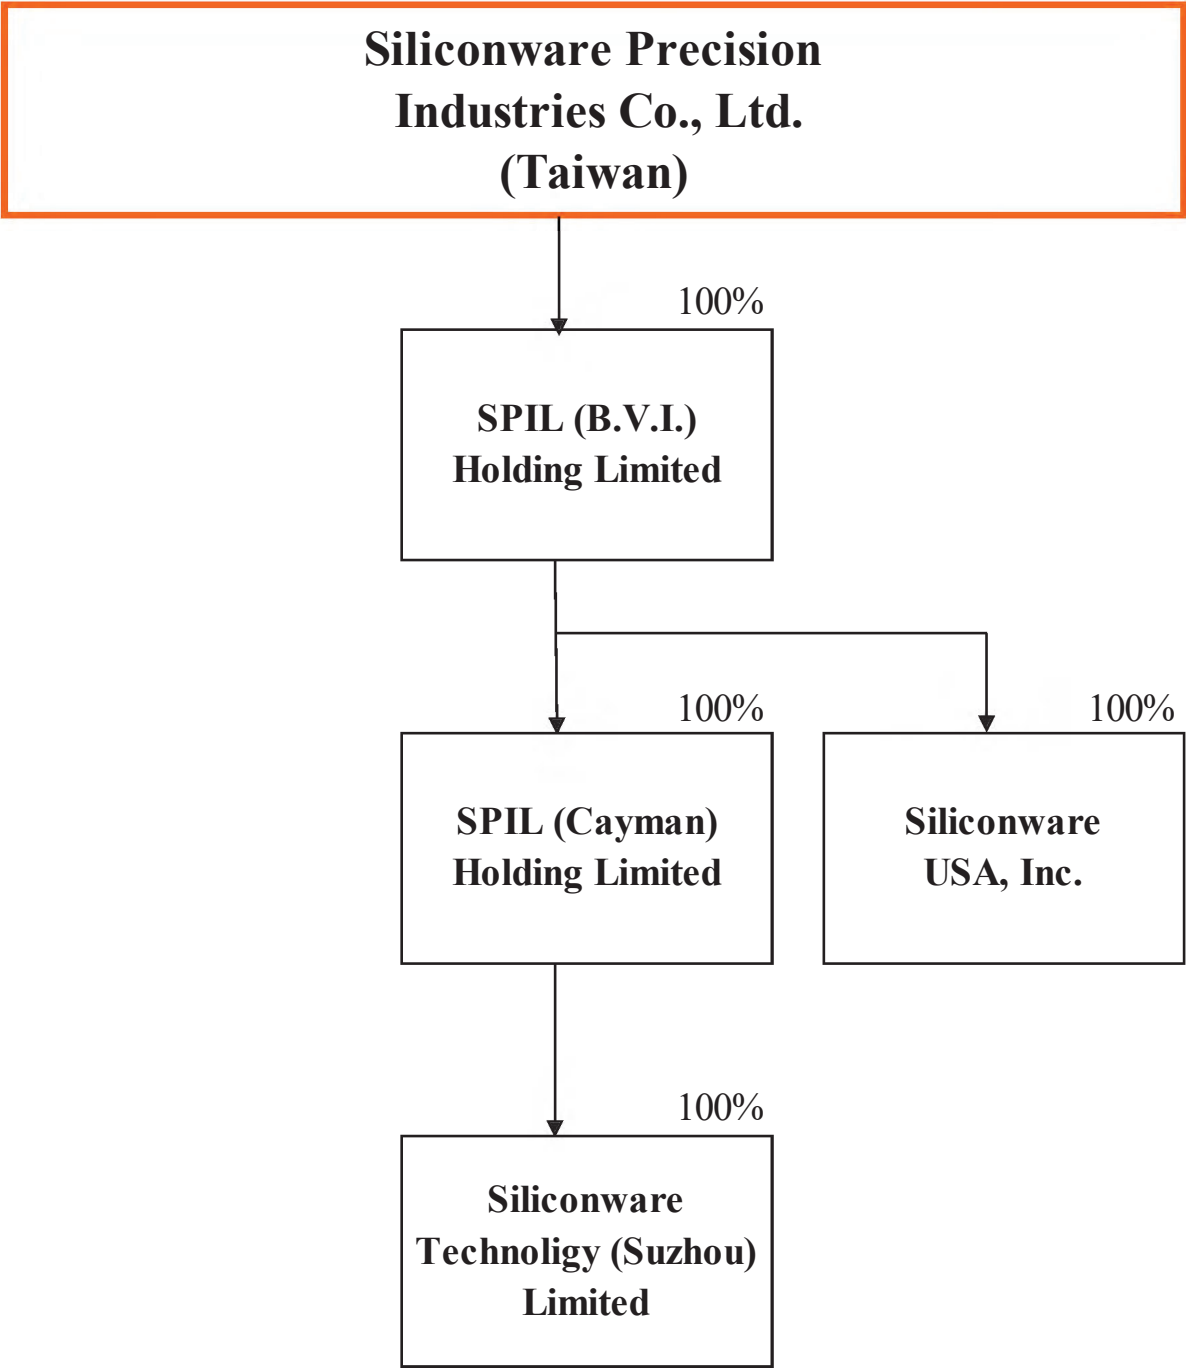 Siliconware Precision
Industries Co., Ltd.
(Taiwan)
100%
SPIL (B.V.I.)
Holding Limited
100%
100%
SPIL (Cayman)
Holding Limited
Siliconware
USA, Inc.
100%
Siliconware
Technoligy (Suzhou)
Limited